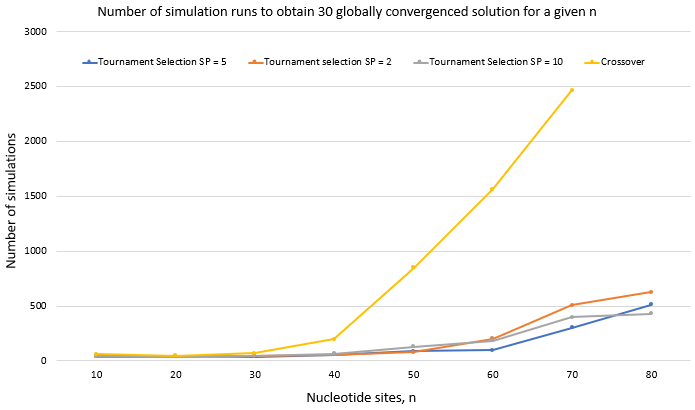 Number of simulation runs to obtain 30 globally convergenced solution for a given n
3000
Tournament Selection SP = 5 Tournament selection SP = 2 Tournament Selection SP = 10 Crossover
2500
2000
1500
1000
500
0
Number of simulations
10 20 30 40 50 60 70 80
Nucleotide sites, n